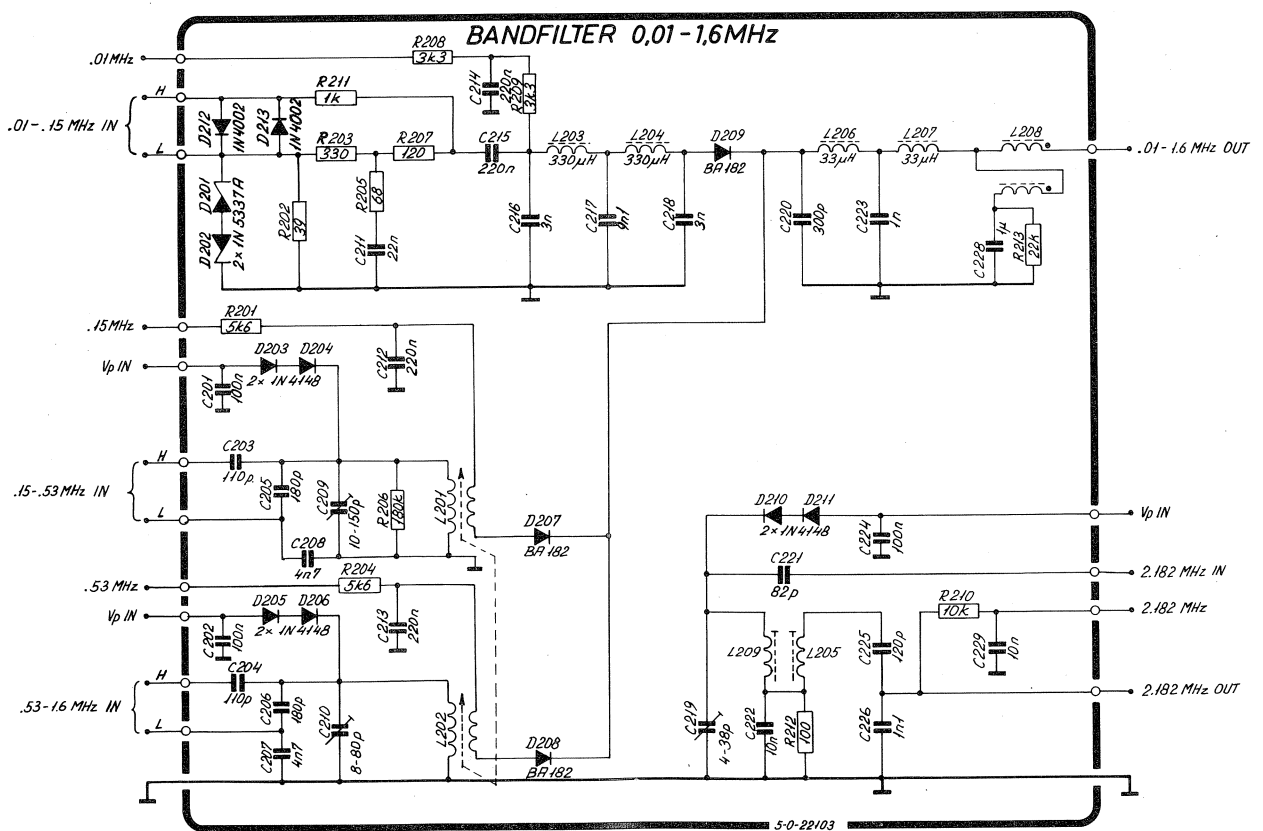 BANDFILTER 0,01-1,6MHz
.01MHz
R208
3k3
C214
220n
R209
3k3
H
R211
1k
.01-.15 MHz IN
D212
1N4002
D213
1N4002
L
R203
330
R207
120
C215
220n
L203
330µH
L204
330µH
D209
BA182
L206
33µH
L207
33µH
L208
.01-1.6 MHz OUT
D201
D202
2×1N5337A
R202
39
R205
68
C211
22n
C216
3n
C217
9n1
C218
3n
C220
300p
C223
1n
C228
1µ
R213
22k
.15MHz
R201
5k6
C212
220n
Vp IN
D203
D204
2× 1N4148
C201
100n
H
C203
110p
.15-.53 MHz IN
C205
180p
C209
10-150p
R206
180k
L201
L
C208
4n7
D207
BA182
D210
D211
2×1N4148
C224
100n
Vp IN
C221
82p
2.182 MHz IN
.53MHz
R204
5k6
C213
220n
Vp IN
D205
D206
2× 1N4148
C202
100n
R210
10k
2.182 MHz
L209
L205
C225
120p
C229
10n
H
C204
110p
.53-1.6 MHz IN
C206
180p
C210
8-80p
L202
2.182 MHz OUT
L
C207
4n7
D208
BA182
C219
4-38p
C222
10n
R212
100
C226
1n1
5-0-22103